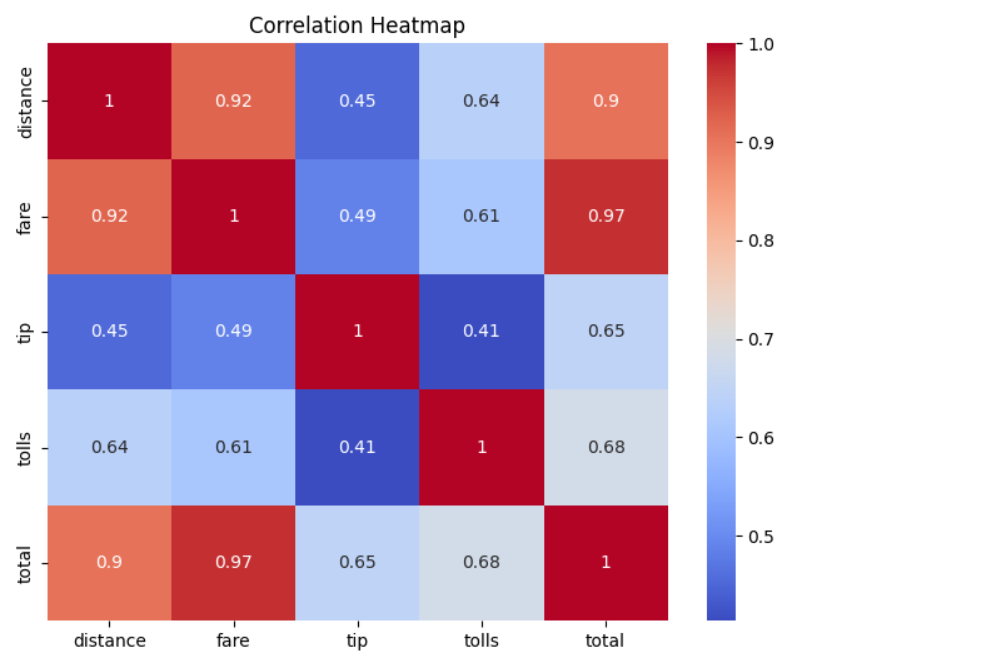 Correlation Heatmap
distance 1 0.92 0.45 0.64 0.9
fare 0.92 1 0.49 0.61 0.97
tip 0.45 0.49 1 0.41 0.65
tolls 0.64 0.61 0.41 1 0.68
total 0.9 0.97 0.65 0.68 1
distance fare tip tolls total
1.0
0.9
0.8
0.7
0.6
0.5